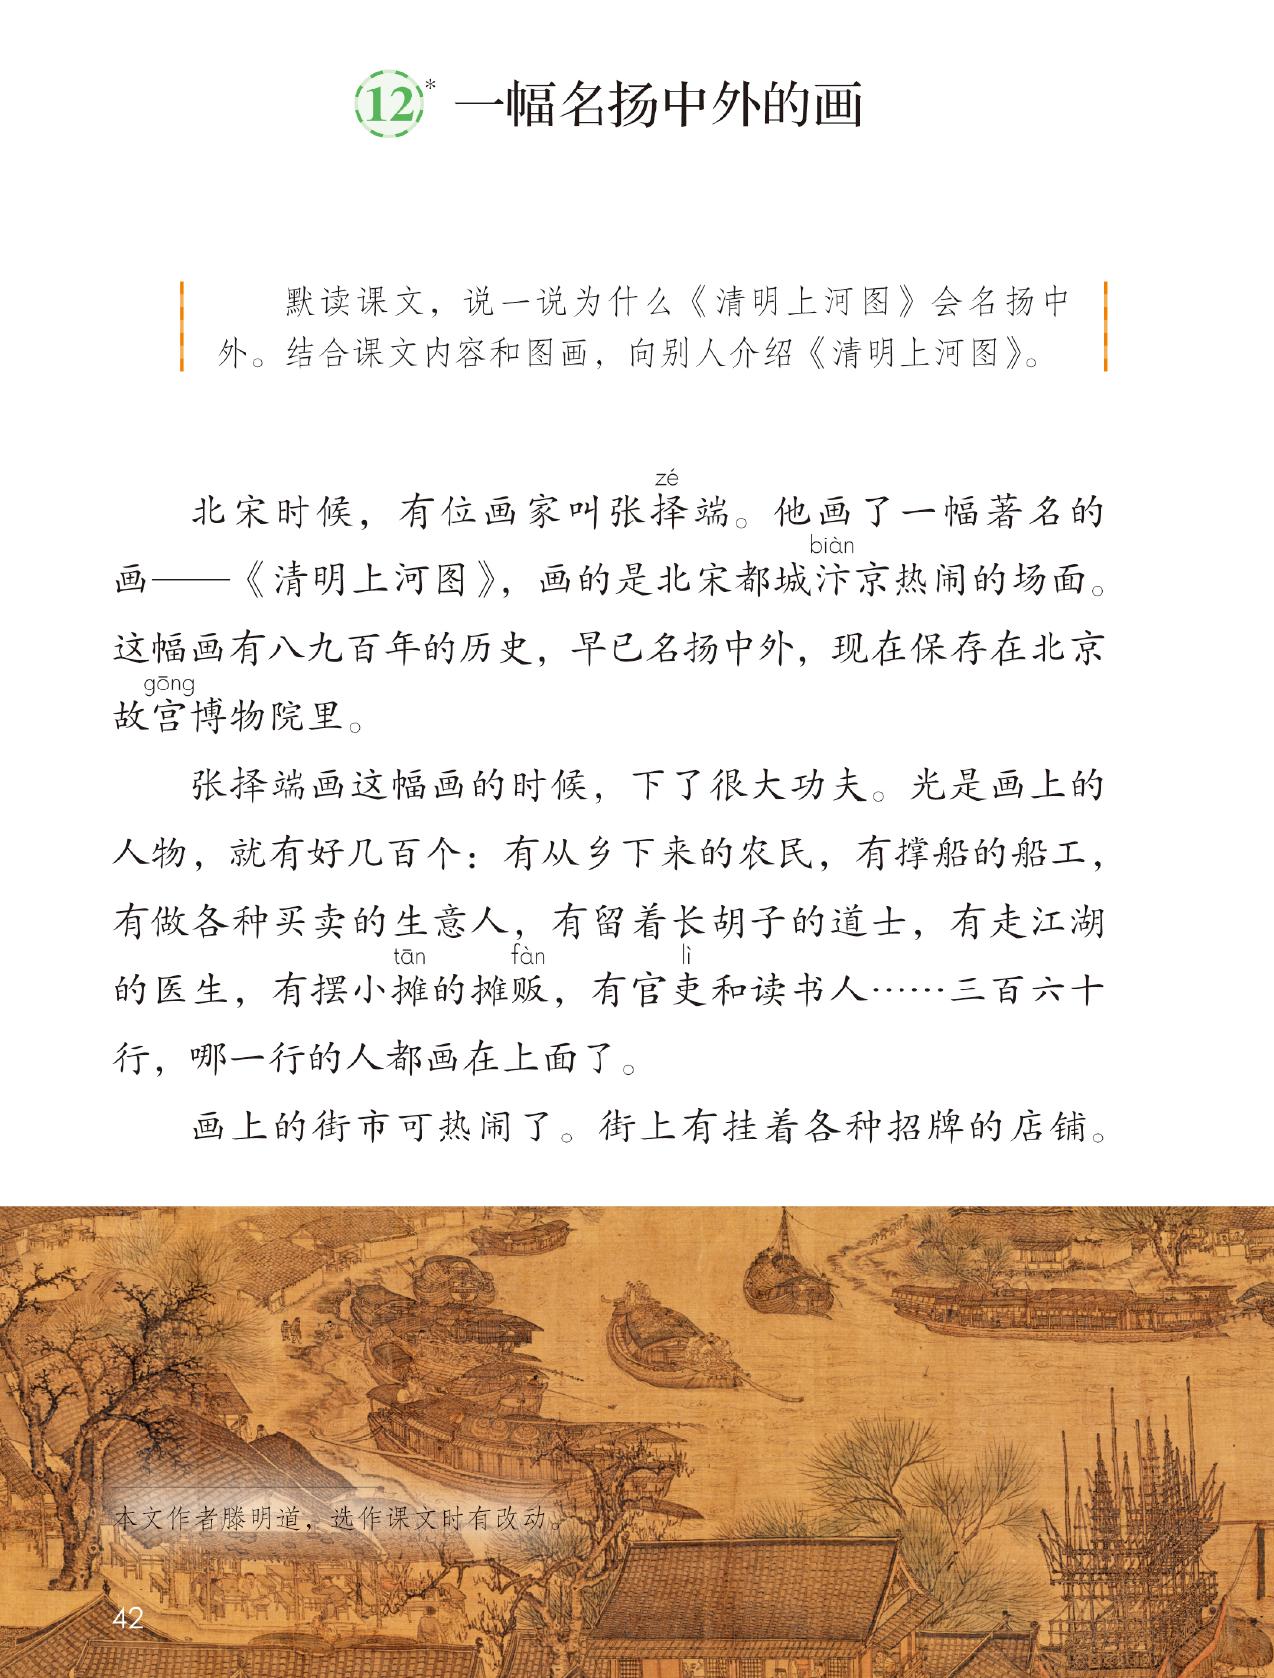 12* 一幅名扬中外的画
默读课文，说一说为什么《清明上河图》会名扬中
外。结合课文内容和图画，向别人介绍《清明上河图》。
zé
北宋时候，有位画家叫张择端。他画了一幅著名的
biàn
画——《清明上河图》，画的是北宋都城汴京热闹的场面。
这幅画有八九百年的历史，早已名扬中外，现在保存在北京
gōng
故宫博物院里。
张择端画这幅画的时候，下了很大功夫。光是画上的
人物，就有好几百个：有从乡下来的农民，有撑船的船工，
有做各种买卖的生意人，有留着长胡子的道士，有走江湖
tān fàn lì
的医生，有摆小摊的摊贩，有官吏和读书人……三百六十
行，哪一行的人都画在上面了。
画上的街市可热闹了。街上有挂着各种招牌的店铺。
本文作者滕明道，选作课文时有改动。
42